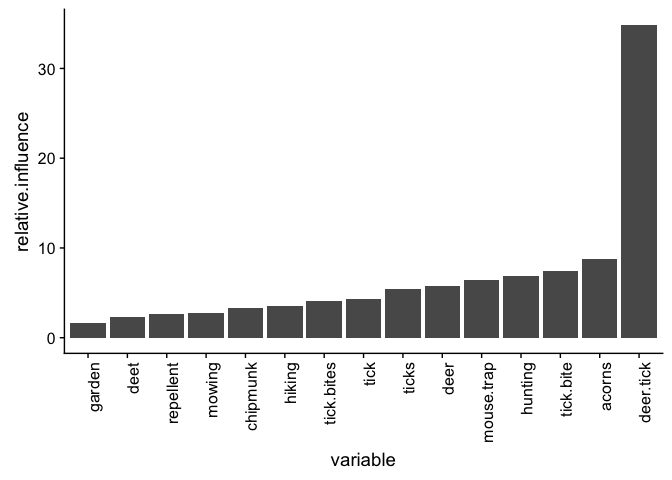 relative.influence
30
20
10
0
garden
deet
repellent
mowing
chipmunk
hiking
tick.bites
tick
ticks
deer
mouse.trap
hunting
tick.bite
acorns
deer.tick
variable